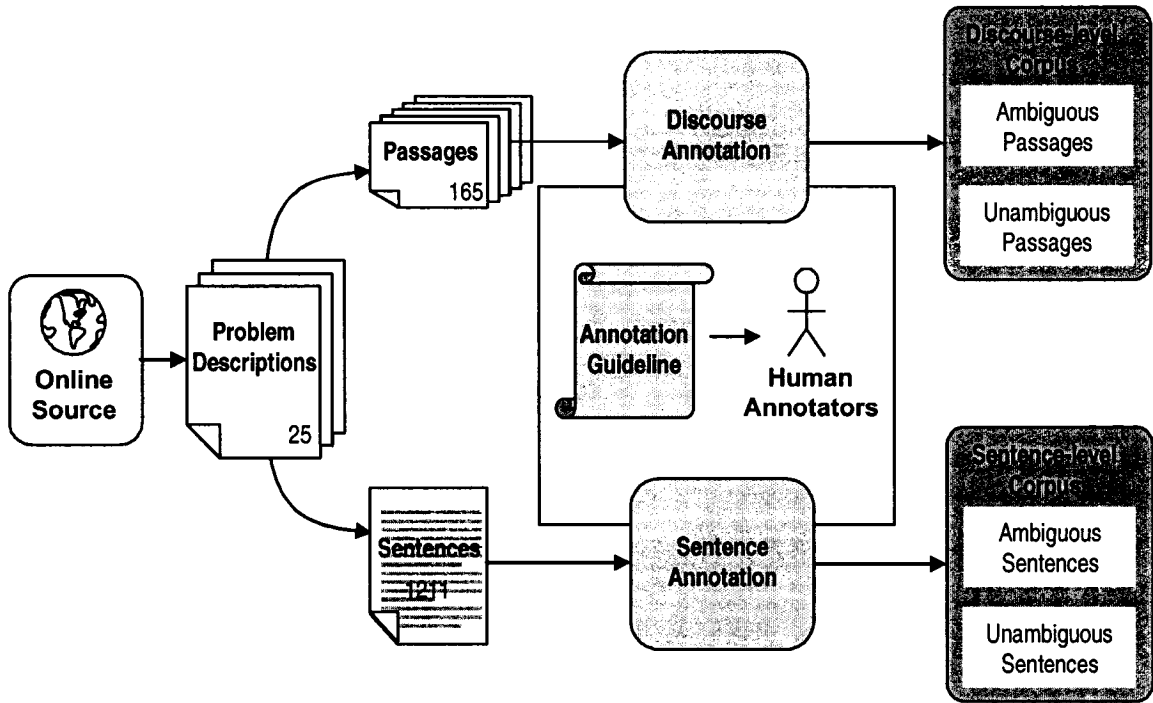 Online
Source
Problem
Descriptions
25
Passages
165
Sentences
1211
Discourse
Annotation
Annotation
Guideline
Human
Annotators
Sentence
Annotation
Discourse-level
Corpus
Ambiguous
Passages
Unambiguous
Passages
Sentence-level
Corpus
Ambiguous
Sentences
Unambiguous
Sentences